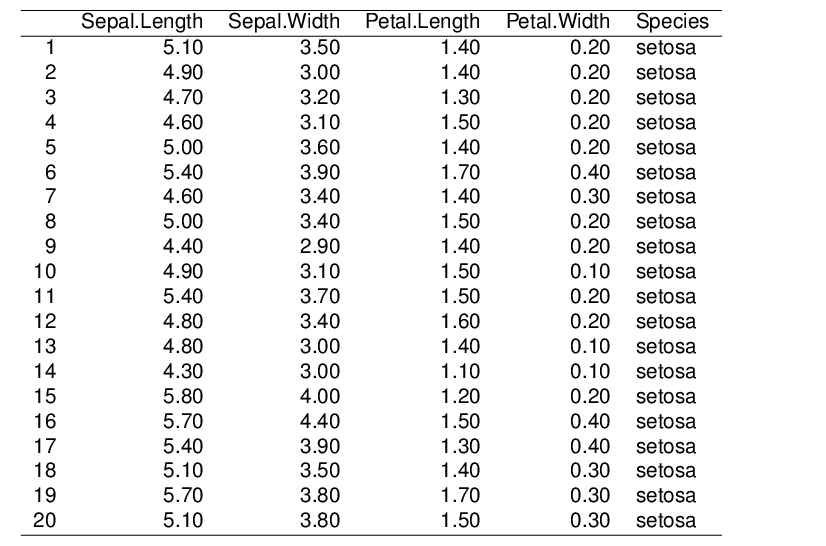 Sepal.Length Sepal.Width Petal.Length Petal.Width Species
1 5.10 3.50 1.40 0.20 setosa
2 4.90 3.00 1.40 0.20 setosa
3 4.70 3.20 1.30 0.20 setosa
4 4.60 3.10 1.50 0.20 setosa
5 5.00 3.60 1.40 0.20 setosa
6 5.40 3.90 1.70 0.40 setosa
7 4.60 3.40 1.40 0.30 setosa
8 5.00 3.40 1.50 0.20 setosa
9 4.40 2.90 1.40 0.20 setosa
10 4.90 3.10 1.50 0.10 setosa
11 5.40 3.70 1.50 0.20 setosa
12 4.80 3.40 1.60 0.20 setosa
13 4.80 3.00 1.40 0.10 setosa
14 4.30 3.00 1.10 0.10 setosa
15 5.80 4.00 1.20 0.20 setosa
16 5.70 4.40 1.50 0.40 setosa
17 5.40 3.90 1.30 0.40 setosa
18 5.10 3.50 1.40 0.30 setosa
19 5.70 3.80 1.70 0.30 setosa
20 5.10 3.80 1.50 0.30 setosa